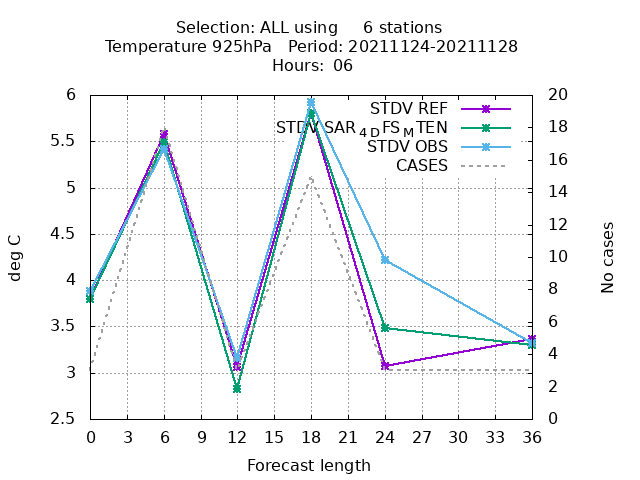 Selection: ALL using 6 stations
Temperature 925hPa Period: 20211124-20211128
Hours: 06
STDV REF
STDV SAR4DFSMTEN
STDV OBS
CASES
6
5.5
5
4.5
4
3.5
3
2.5
deg C
20
18
16
14
12
10
8
6
4
2
0
No cases
0 3 6 9 12 15 18 21 24 27 30 33 36
Forecast length